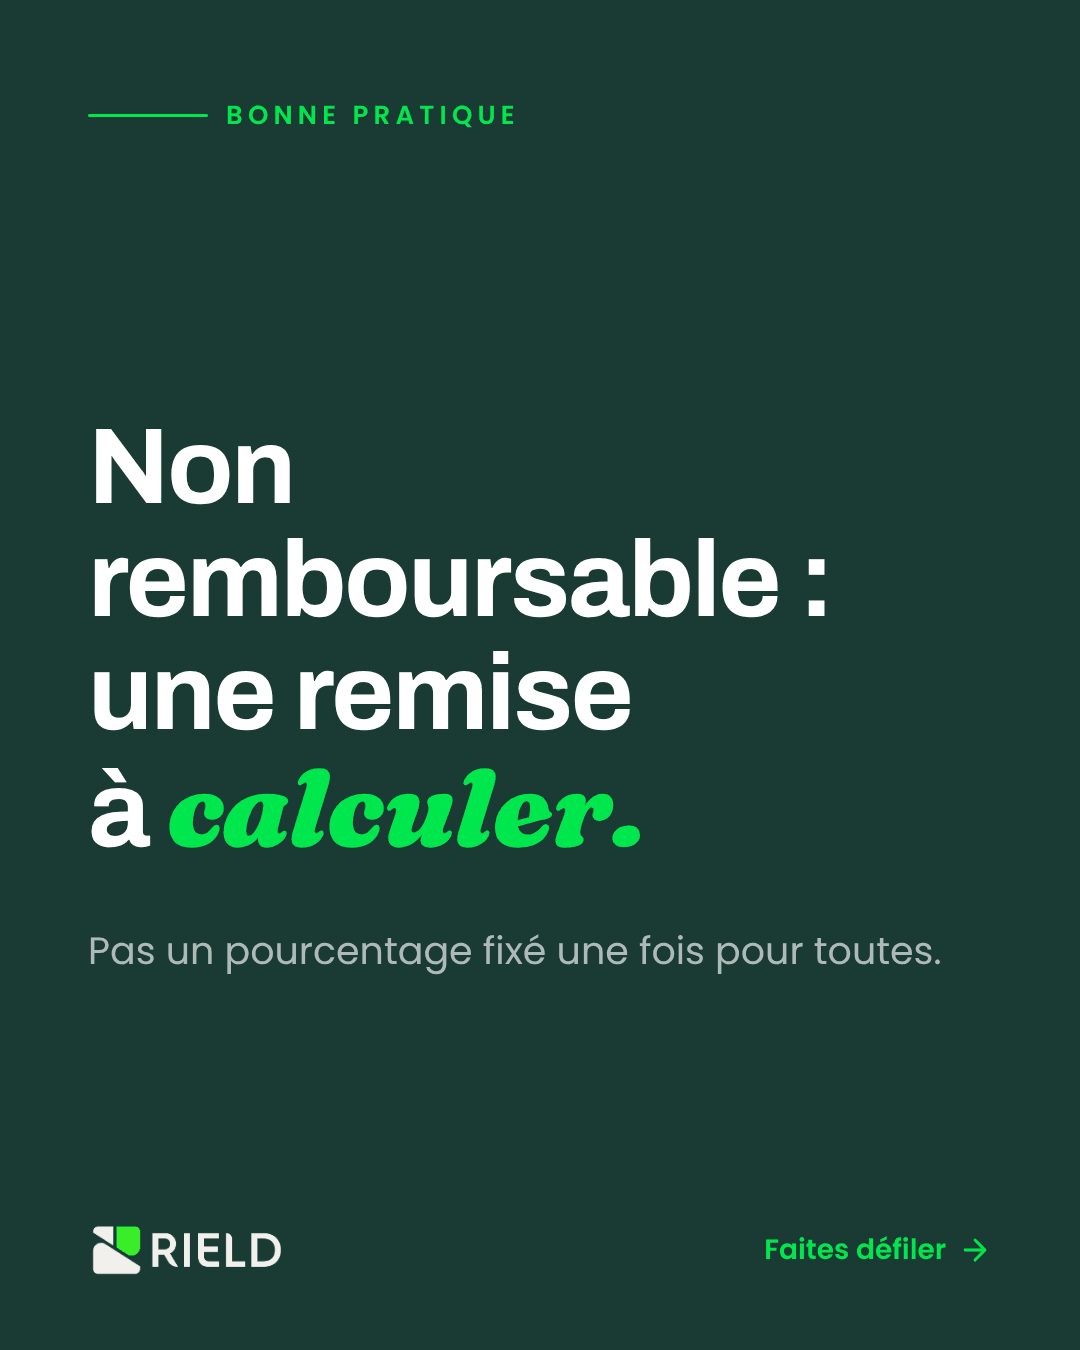 BONNE PRATIQUE
Non
remboursable :
une remise
à calculer.
Pas un pourcentage fixé une fois pour toutes.
RIELD
Faites défiler →